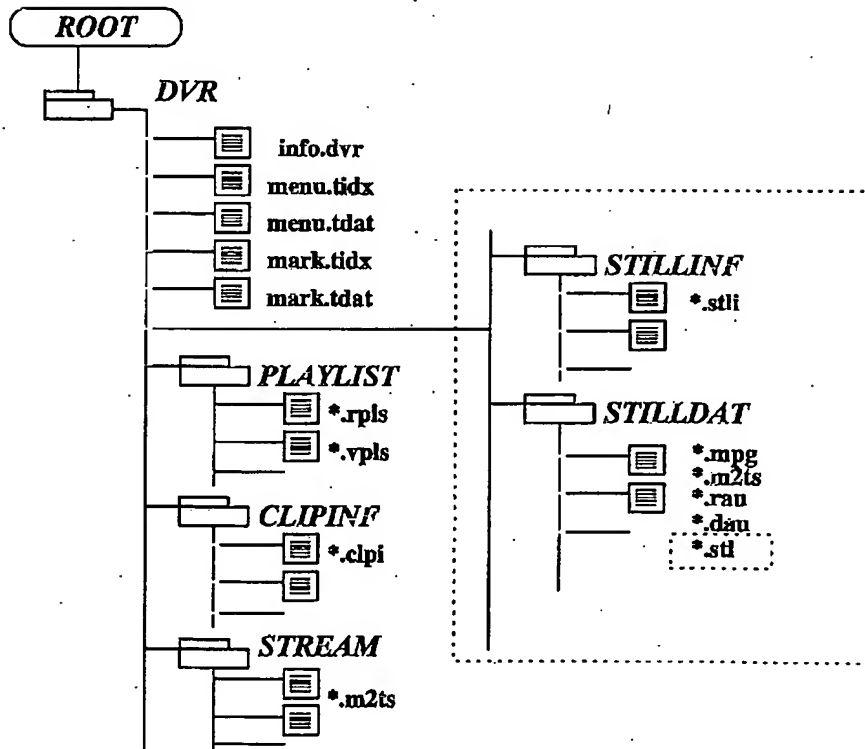 ROOT
DVR
info.dvr
menu.tidx
menu.tdat
mark.tidx
mark.tdat
PLAYLIST
*.rpls
*.vpls
CLIPINF
*.clpi
STREAM
*.m2ts
STILLINF
*.stli
STILLDAT
*.mpg
*.m2ts
*.rau
*.dau
*.stl